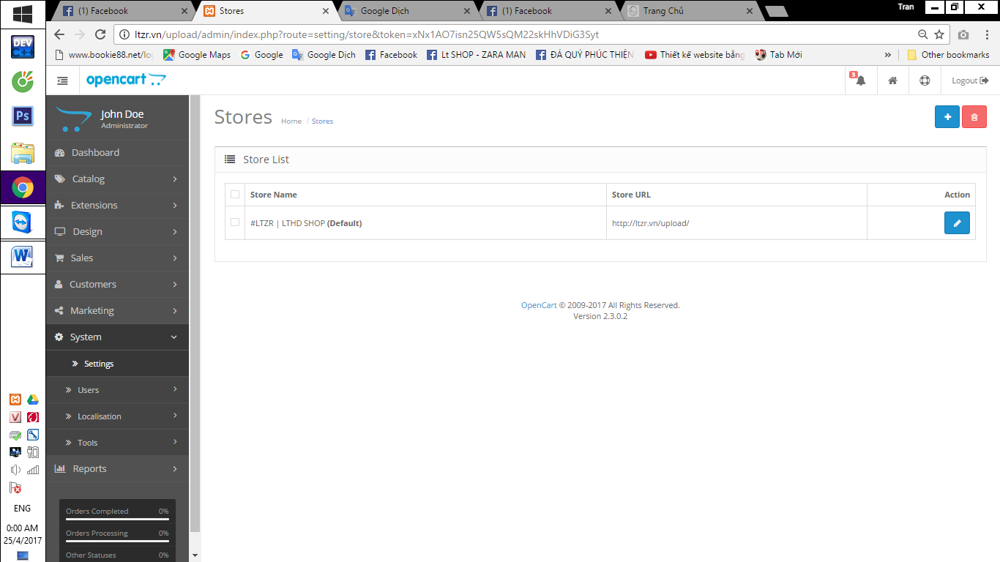 (1) Facebook
Stores
Google Dịch
(1) Facebook
Trang Chủ
Tran
ltzr.vn/upload/admin/index.php?route=setting/store&token=xNx1AO7isn25QW5sQM22skHhVDiG3Syt
www.bookie88.net/log
Google Maps
Google
Google Dịch
Facebook
Lt SHOP - ZARA MAN
ĐÁ QUÝ PHÚC THIỆN
Thiết kế website bằng
Tab Mới
»
Other bookmarks
opencart
3
Logout
John Doe
Administrator
Dashboard
Catalog
Extensions
Design
Sales
Customers
Marketing
System
Settings
Users
Localisation
Tools
Reports
Orders Completed 0%
Orders Processing 0%
Other Statuses 0%
Stores
Home / Stores
Store List
Store Name Store URL Action
#LTZR | LTHD SHOP (Default) http://ltzr.vn/upload/
OpenCart © 2009-2017 All Rights Reserved.
Version 2.3.0.2
DEV
C++
Ps
W
V
ENG
0:00 AM
25/4/2017